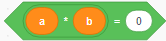 a * b = 0